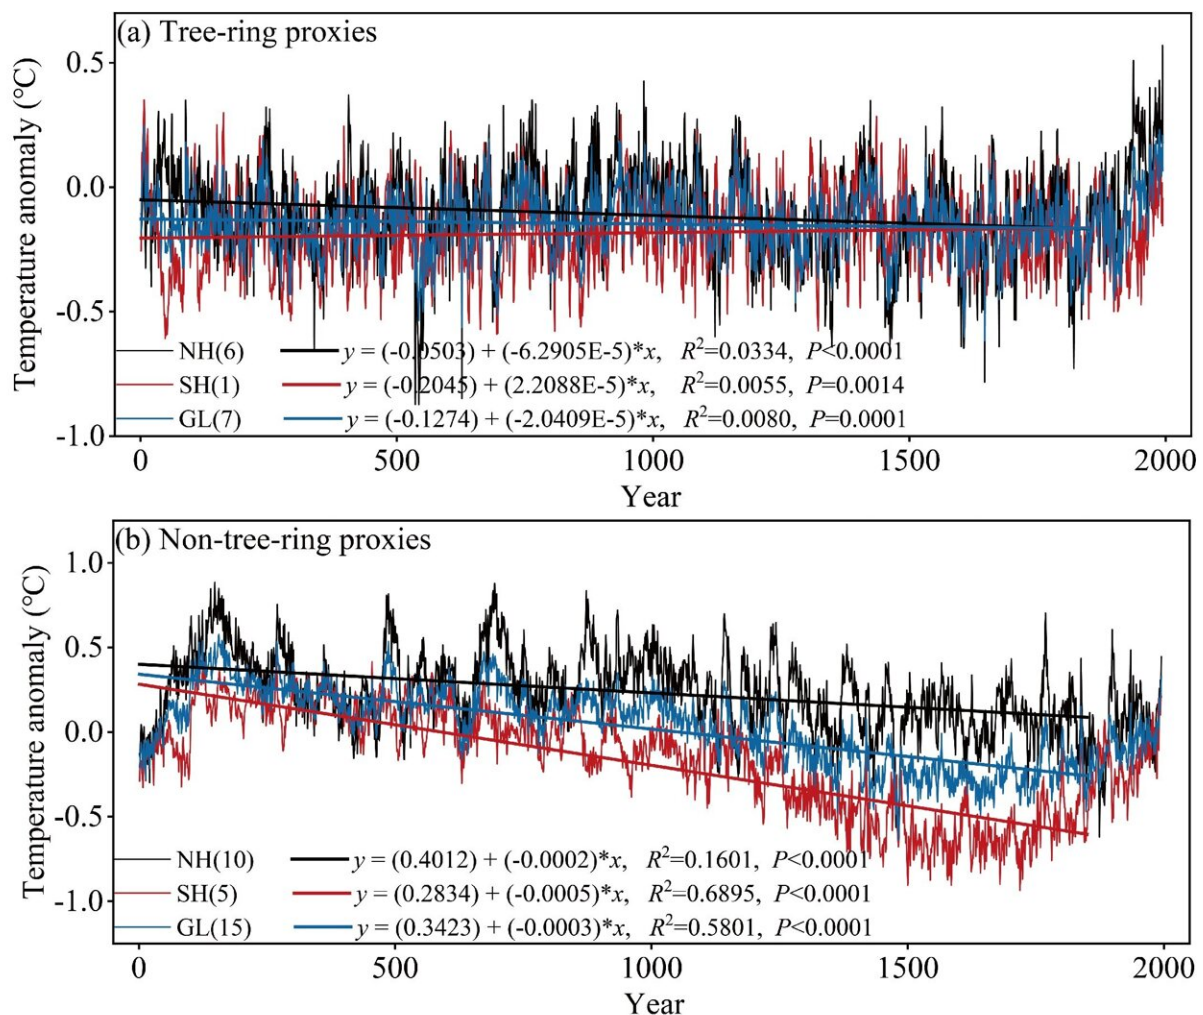 (a) Tree-ring proxies
Temperature anomaly (°C)
0.5
0.0
-0.5
-1.0
NH(6) y = (-0.0503) + (-6.2905E-5)*x, R²=0.0334, P<0.0001
SH(1) y = (-0.2045) + (2.2088E-5)*x, R²=0.0055, P=0.0014
GL(7) y = (-0.1274) + (-2.0409E-5)*x, R²=0.0080, P=0.0001
0 500 1000 1500 2000
Year
(b) Non-tree-ring proxies
Temperature anomaly (°C)
1.0
0.5
0.0
-0.5
-1.0
NH(10) y = (0.4012) + (-0.0002)*x, R²=0.1601, P<0.0001
SH(5) y = (0.2834) + (-0.0005)*x, R²=0.6895, P<0.0001
GL(15) y = (0.3423) + (-0.0003)*x, R²=0.5801, P<0.0001
0 500 1000 1500 2000
Year